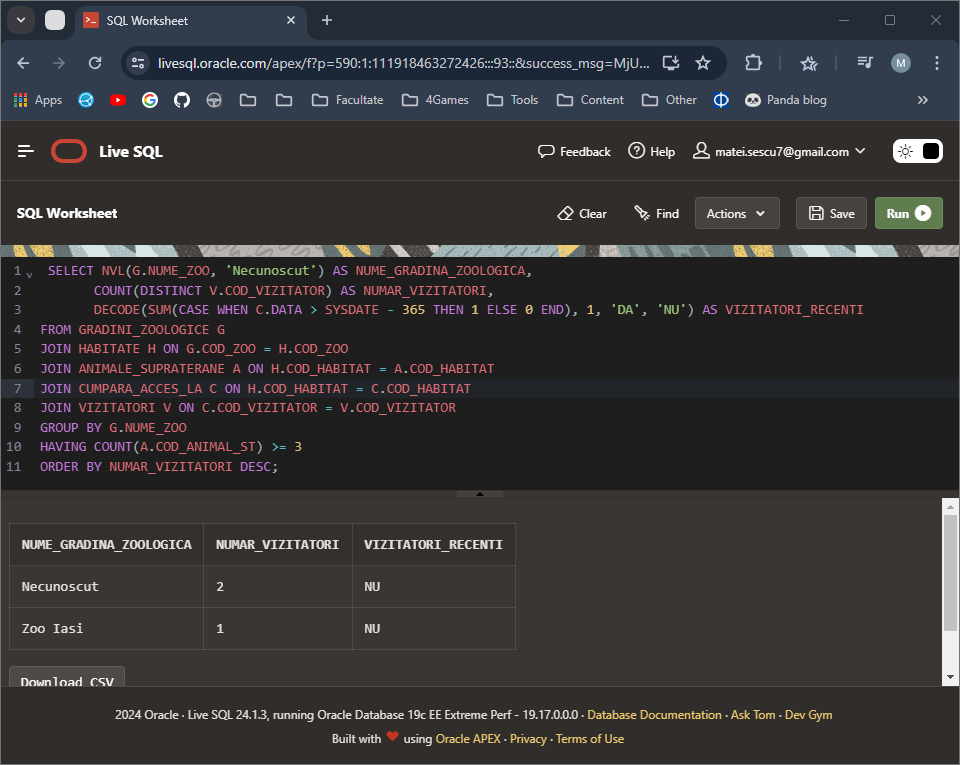 SQL Worksheet
livesql.oracle.com/apex/f?p=590:1:111918463272426:::93::&success_msg=MjU...
M
Apps
Facultate
4Games
Tools
Content
Other
Panda blog
Live SQL
Feedback
Help
matei.sescu7@gmail.com
SQL Worksheet
Clear
Find
Actions
Save
Run
1 SELECT NVL(G.NUME_ZOO, 'Necunoscut') AS NUME_GRADINA_ZOOLOGICA,
2 COUNT(DISTINCT V.COD_VIZITATOR) AS NUMAR_VIZITATORI,
3 DECODE(SUM(CASE WHEN C.DATA > SYSDATE - 365 THEN 1 ELSE 0 END), 1, 'DA', 'NU') AS VIZITATORI_RECENTI
4 FROM GRADINI_ZOOLOGICE G
5 JOIN HABITATE H ON G.COD_ZOO = H.COD_ZOO
6 JOIN ANIMALE_SUPRATERANE A ON H.COD_HABITAT = A.COD_HABITAT
7 JOIN CUMPARA_ACCES_LA C ON H.COD_HABITAT = C.COD_HABITAT
8 JOIN VIZITATORI V ON C.COD_VIZITATOR = V.COD_VIZITATOR
9 GROUP BY G.NUME_ZOO
10 HAVING COUNT(A.COD_ANIMAL_ST) >= 3
11 ORDER BY NUMAR_VIZITATORI DESC;
NUME_GRADINA_ZOOLOGICA NUMAR_VIZITATORI VIZITATORI_RECENTI
Necunoscut 2 NU
Zoo Iasi 1 NU
Download CSV
2024 Oracle · Live SQL 24.1.3, running Oracle Database 19c EE Extreme Perf - 19.17.0.0.0 · Database Documentation · Ask Tom · Dev Gym
Built with ❤ using Oracle APEX · Privacy · Terms of Use